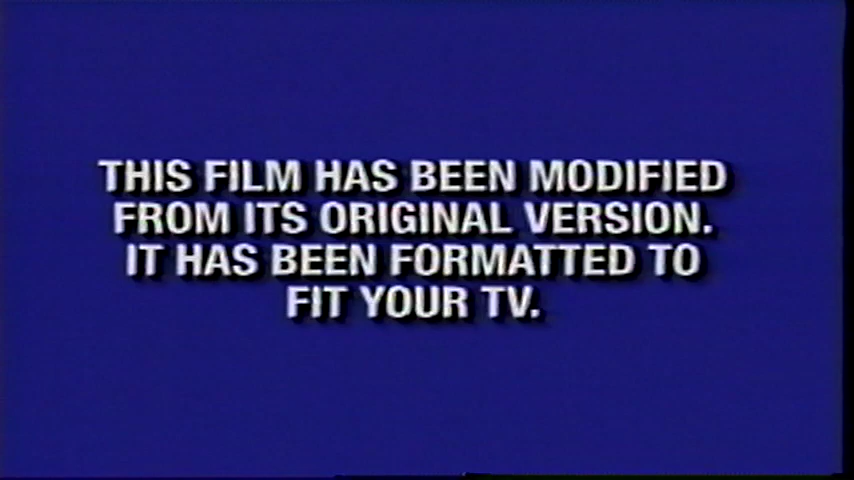 THIS FILM HAS BEEN MODIFIED
FROM ITS ORIGINAL VERSION.
IT HAS BEEN FORMATTED TO
FIT YOUR TV.